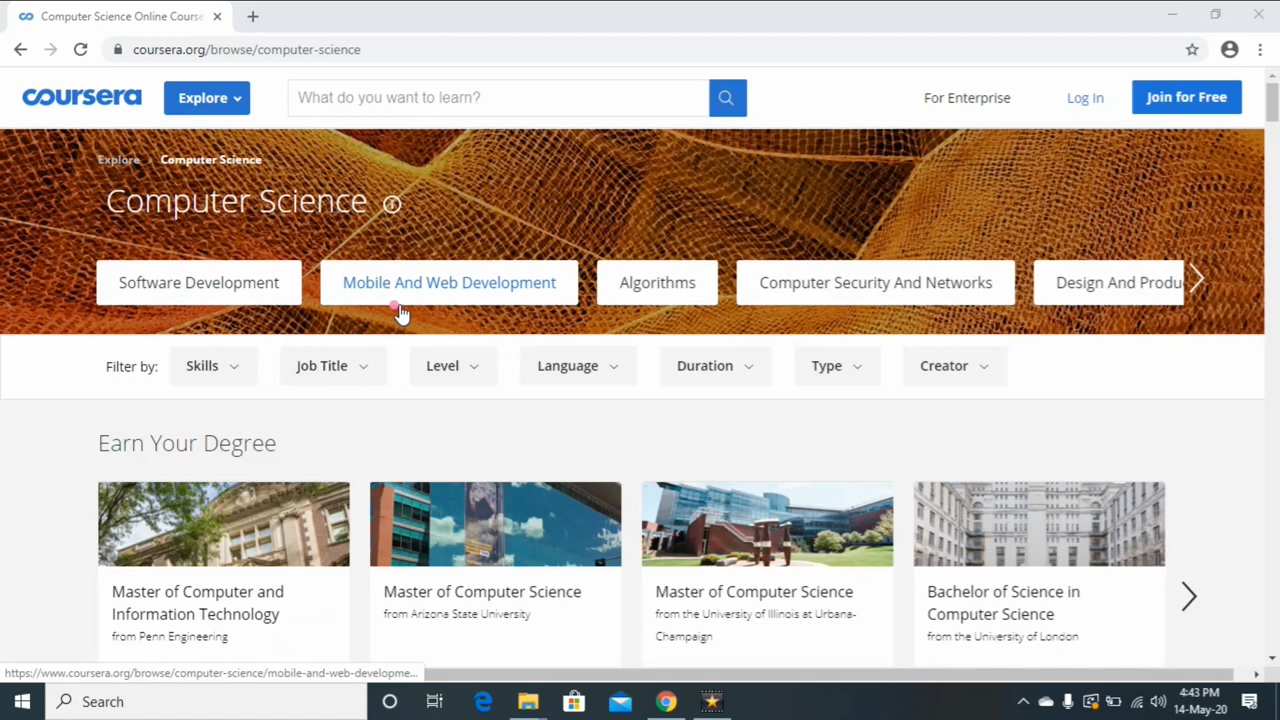 Computer Science Online Course
coursera.org/browse/computer-science
coursera
Explore
What do you want to learn?
For Enterprise
Log In
Join for Free
Explore › Computer Science
Computer Science
Software Development
Mobile And Web Development
Algorithms
Computer Security And Networks
Design And Produ
Filter by:
Skills
Job Title
Level
Language
Duration
Type
Creator
Earn Your Degree
Master of Computer and
Information Technology
from Penn Engineering
Master of Computer Science
from Arizona State University
Master of Computer Science
from the University of Illinois at Urbana-
Champaign
Bachelor of Science in
Computer Science
from the University of London
https://www.coursera.org/browse/computer-science/mobile-and-web-developme...
Search
4:43 PM
14-May-20